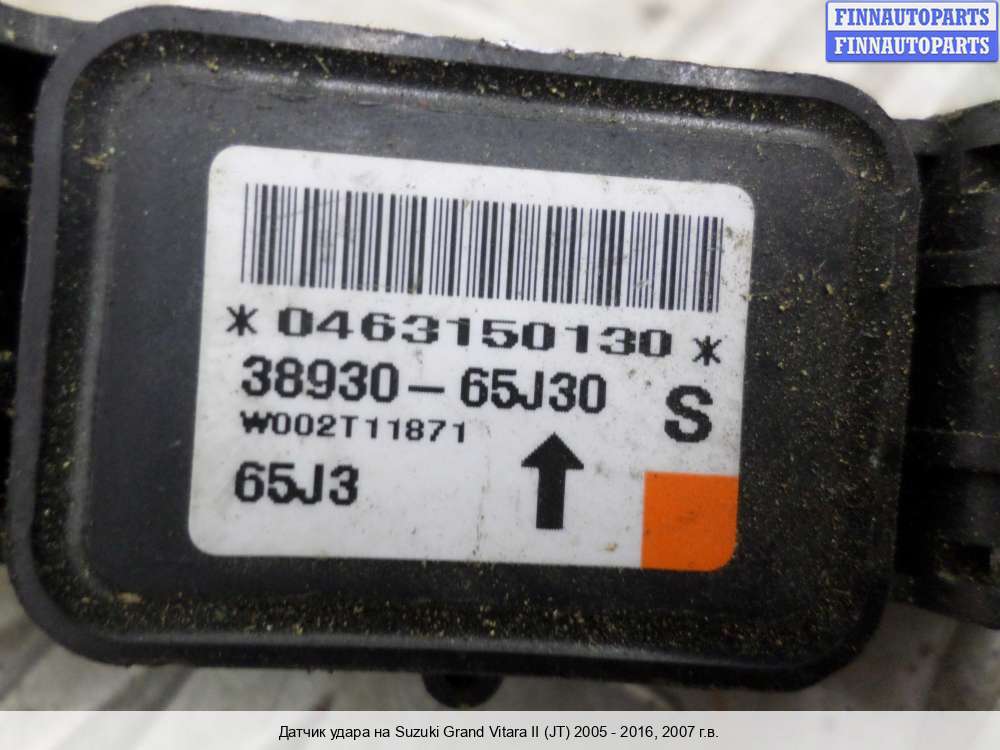 FINNAUTOPARTS
FINNAUTOPARTS
*0463150130*
38930-65J30
S
W002T11871
65J3
Датчик удара на Suzuki Grand Vitara II (JT) 2005 - 2016, 2007 г.в.